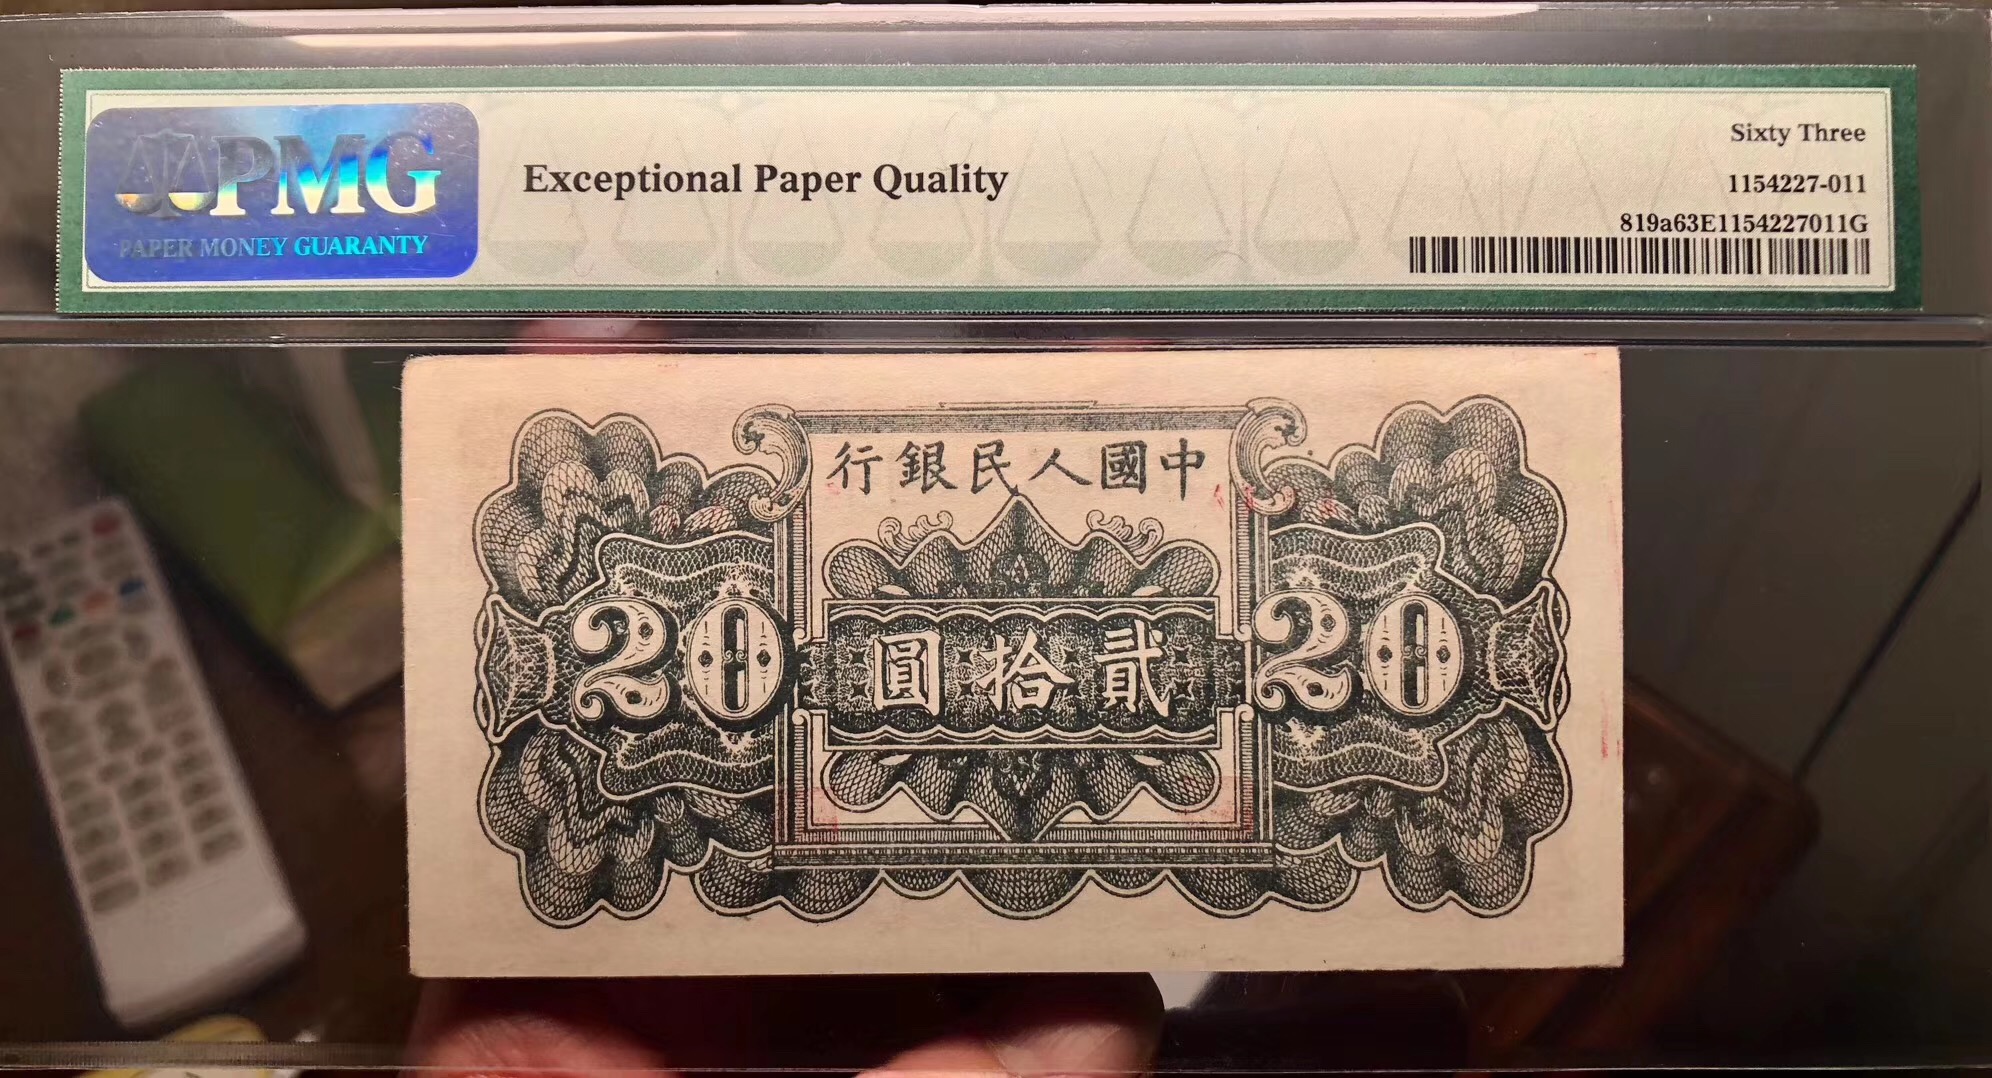 PMG
PAPER MONEY GUARANTY
Exceptional Paper Quality
Sixty Three
1154227-011
819a63E1154227011G
行銀民人國中
20 圓拾貳 20